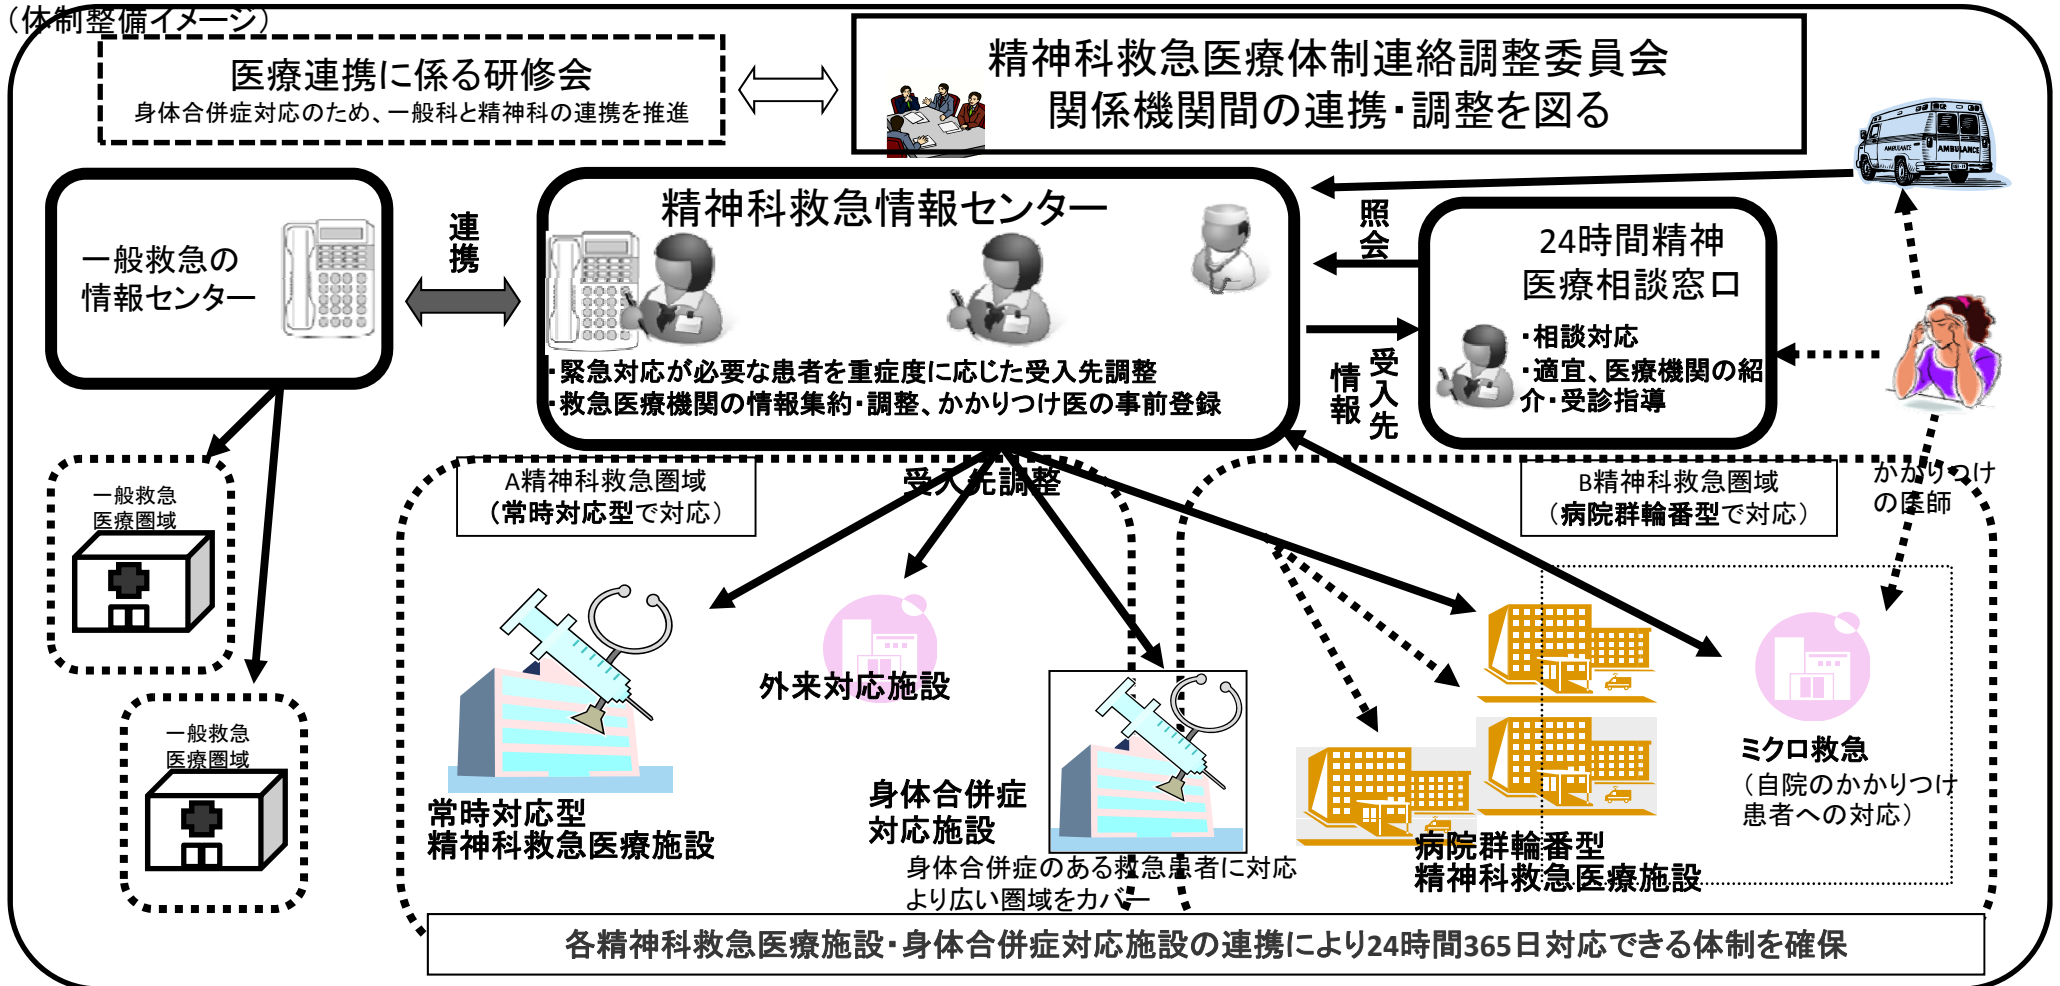 （体制整備イメージ）
医療連携に係る研修会
身体合併症対応のため、一般科と精神科の連携を推進
精神科救急医療体制連絡調整委員会
関係機関間の連携・調整を図る
AMBULANCE
AMBULANCE
一般救急の
情報センター
連携
精神科救急情報センター
・緊急対応が必要な患者を重症度に応じた受入先調整
・救急医療機関の情報集約・調整、かかりつけ医の事前登録
照会
受入先
情報
24時間精神
医療相談窓口
・相談対応
・適宜、医療機関の紹
介・受診指導
かかりつけ
の医師
一般救急
医療圏域
一般救急
医療圏域
A精神科救急圏域
（常時対応型で対応）
受入先調整
B精神科救急圏域
（病院群輪番型で対応）
常時対応型
精神科救急医療施設
外来対応施設
身体合併症
対応施設
身体合併症のある救急患者に対応
より広い圏域をカバー
病院群輪番型
精神科救急医療施設
ミクロ救急
（自院のかかりつけ
患者への対応）
各精神科救急医療施設・身体合併症対応施設の連携により24時間365日対応できる体制を確保